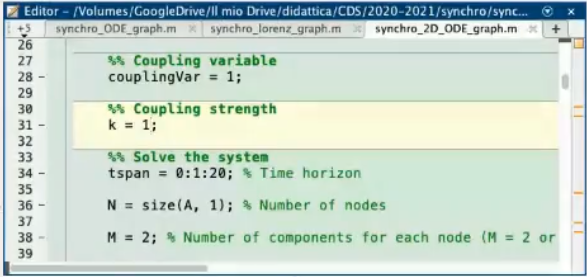 Editor - /Volumes/GoogleDrive/Il mio Drive/didattica/CDS/2020-2021/synchro/sync...
+5 synchro_ODE_graph.m synchro_lorenz_graph.m synchro_2D_ODE_graph.m +
26
27 %% Coupling variable
28 - couplingVar = 1;
29
30 %% Coupling strength
31 - k = 1;
32
33 %% Solve the system
34 - tspan = 0:1:20; % Time horizon
35
36 - N = size(A, 1); % Number of nodes
37
38 - M = 2; % Number of components for each node (M = 2 or
39